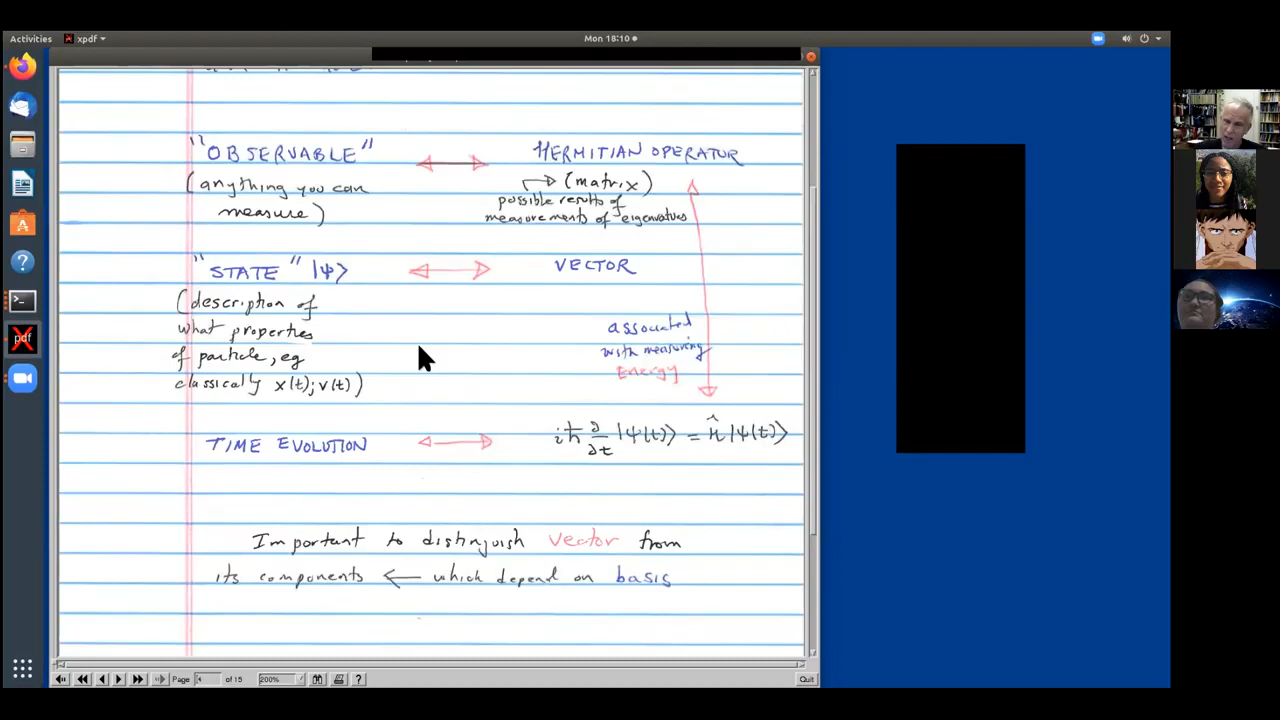 Activities
xpdf
Mon 18:10
"OBSERVABLE"
HERMITIAN OPERATOR
(anything you can
measure)
(matrix)
possible results of
measurements of eigenvalues
"STATE" |ψ⟩
VECTOR
(description of
what properties
of particle, eg
classically x(t); v(t))
associated
with measuring
Energy
TIME EVOLUTION
iħ ∂/∂t |ψ(t)⟩ = Ĥ |ψ(t)⟩
Important to distinguish vector from
its components ← which depend on basis
pdf
Page 4 of 15 200% ? Quit